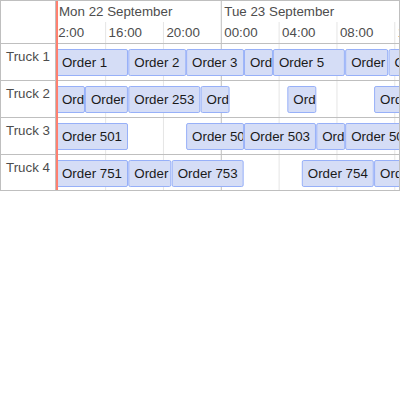 Mon 22 September Tue 23 September
2:00 16:00 20:00 00:00 04:00 08:00
Truck 1 Order 1 Order 2 Order 3 Ord Order 5 Order
Truck 2 Ord Order Order 253 Ord Ord Ord
Truck 3 Order 501 Order 50 Order 503 Ord Order 50
Truck 4 Order 751 Order Order 753 Order 754 Ord